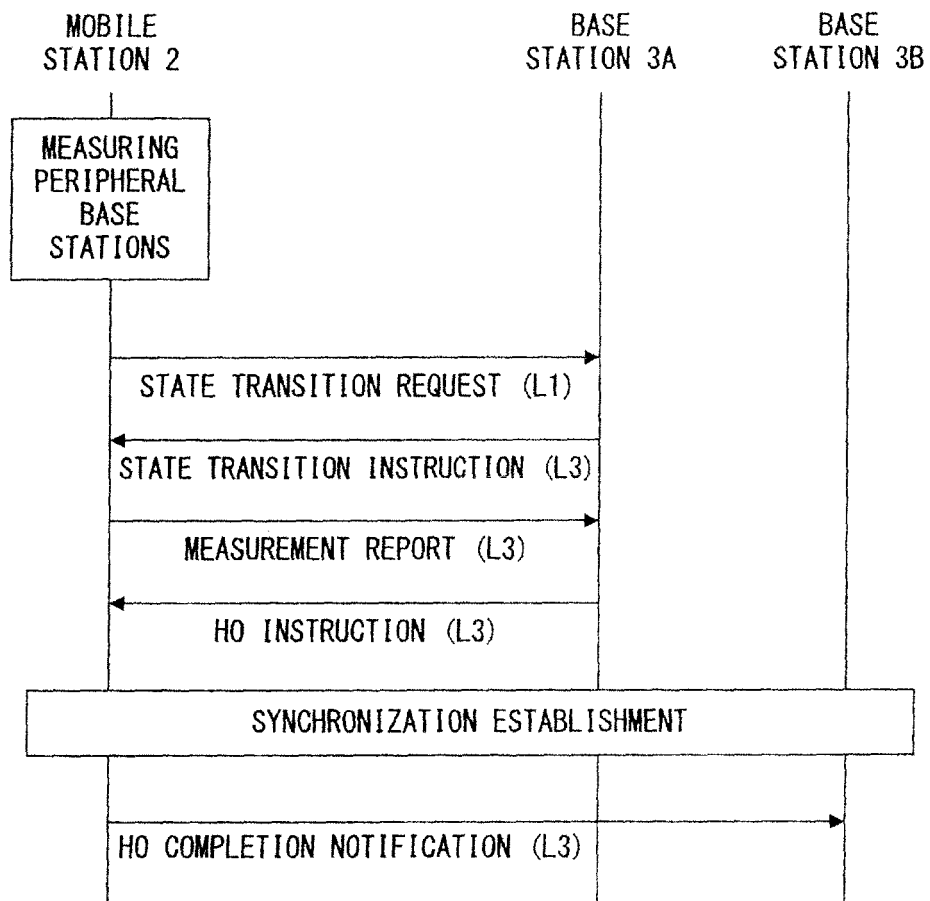 MOBILE
STATION 2
BASE
STATION 3A
BASE
STATION 3B
MEASURING
PERIPHERAL
BASE
STATIONS
STATE TRANSITION REQUEST (L1)
STATE TRANSITION INSTRUCTION (L3)
MEASUREMENT REPORT (L3)
HO INSTRUCTION (L3)
SYNCHRONIZATION ESTABLISHMENT
HO COMPLETION NOTIFICATION (L3)